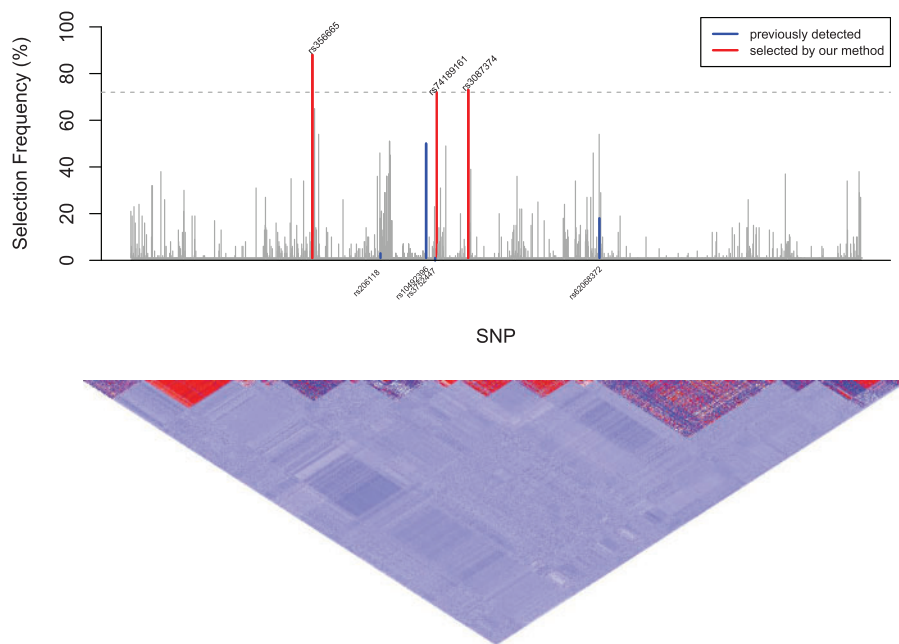 Selection Frequency (%)
100
80
60
40
20
0
rs356665
rs74189161
rs3087374
previously detected
selected by our method
rs206118
rs10492396
rs3752447
rs62068372
SNP